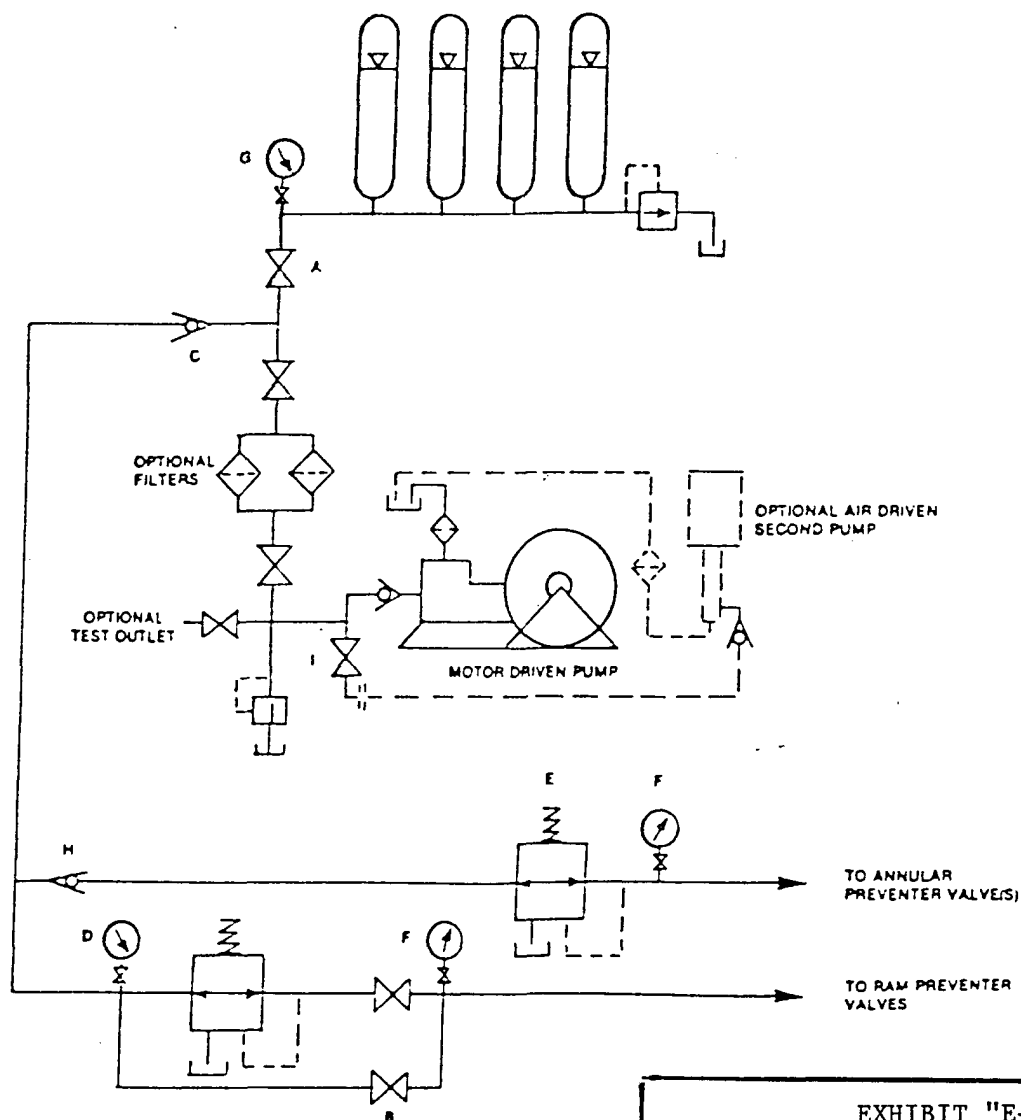 G
A
C
OPTIONAL
FILTERS
OPTIONAL AIR DRIVEN
SECOND PUMP
OPTIONAL
TEST OUTLET
I
MOTOR DRIVEN PUMP
E
F
H
TO ANNULAR
PREVENTER VALVE(S)
D
F
TO RAM PREVENTER
VALVES
B
EXHIBIT "E-